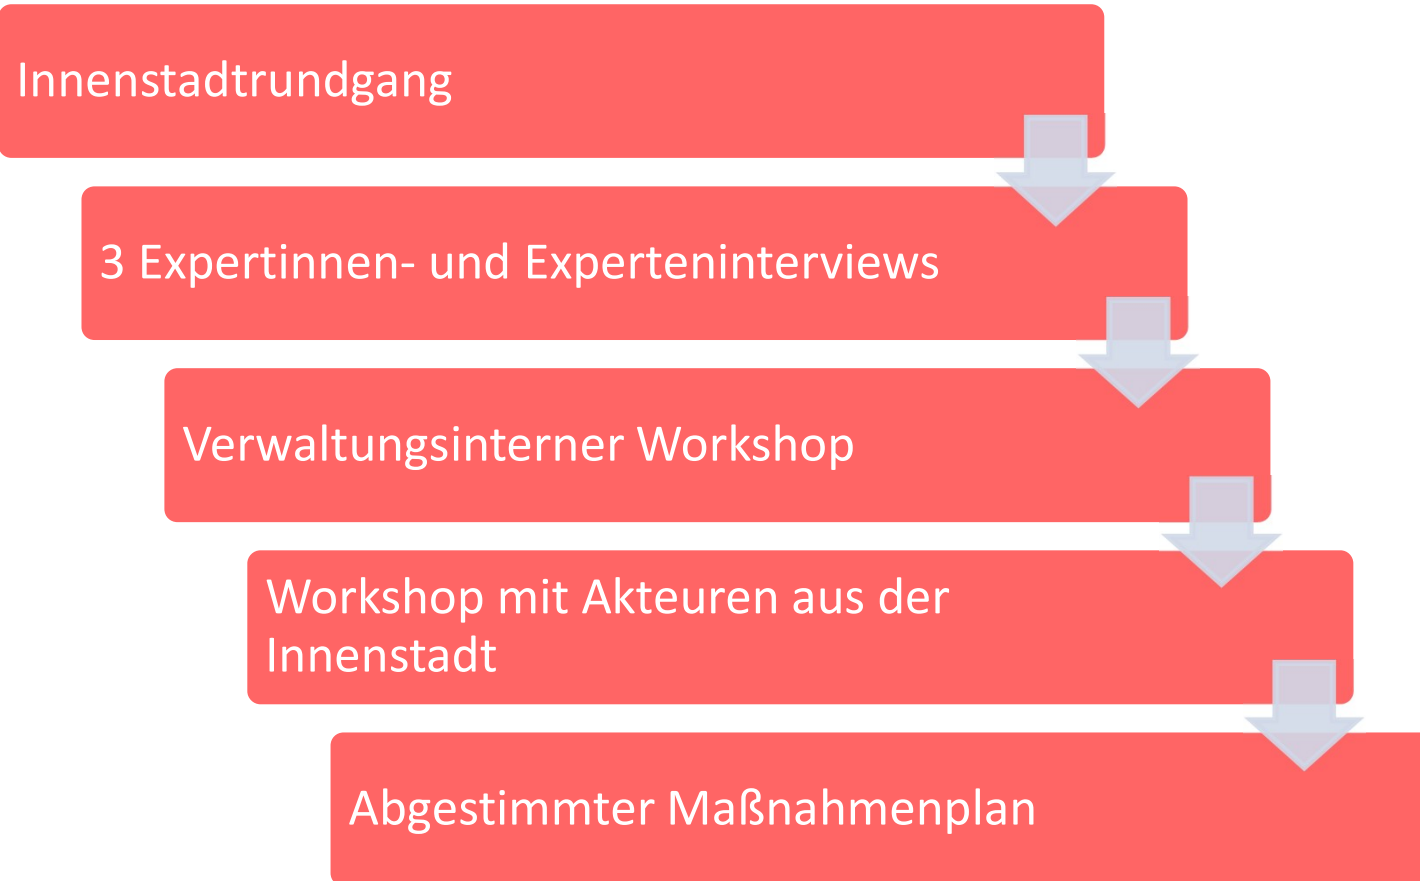 Innenstadtrundgang
3 Expertinnen- und Experteninterviews
Verwaltungsinterner Workshop
Workshop mit Akteuren aus der
Innenstadt
Abgestimmter Maßnahmenplan